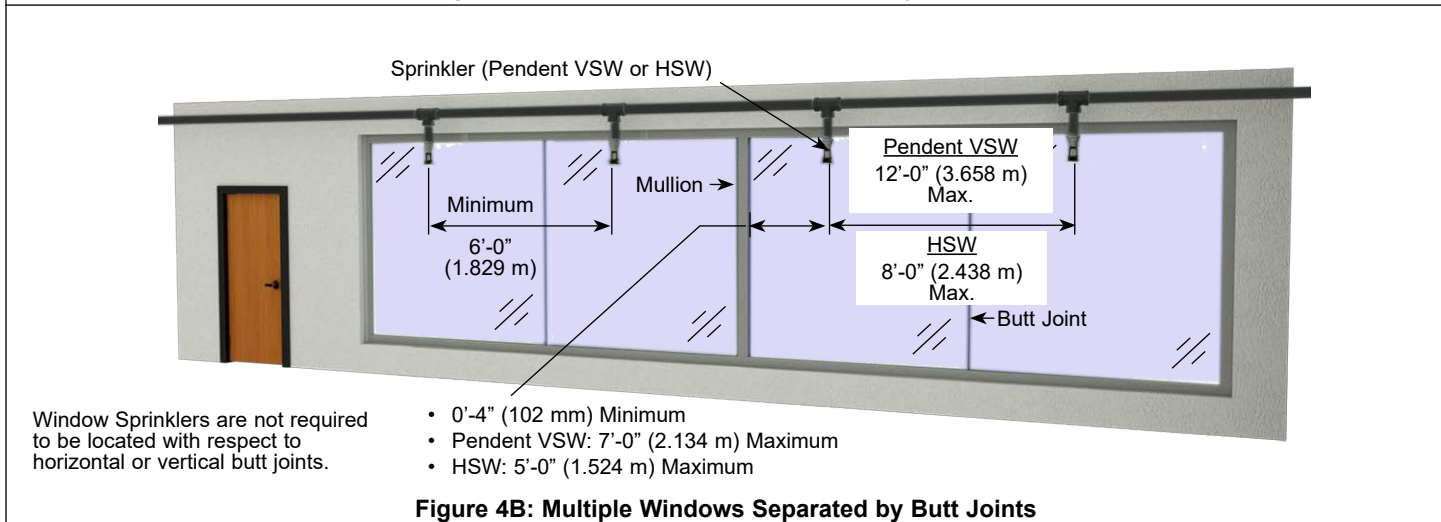 Sprinkler (Pendent VSW or HSW)
Pendent VSW
12’-0” (3.658 m)
Max.
Mullion
Minimum
6’-0”
(1.829 m)
HSW
8’-0” (2.438 m)
Max.
Butt Joint
Window Sprinklers are not required
to be located with respect to
horizontal or vertical butt joints.
• 0’-4” (102 mm) Minimum
• Pendent VSW: 7’-0” (2.134 m) Maximum
• HSW: 5’-0” (1.524 m) Maximum
Figure 4B: Multiple Windows Separated by Butt Joints